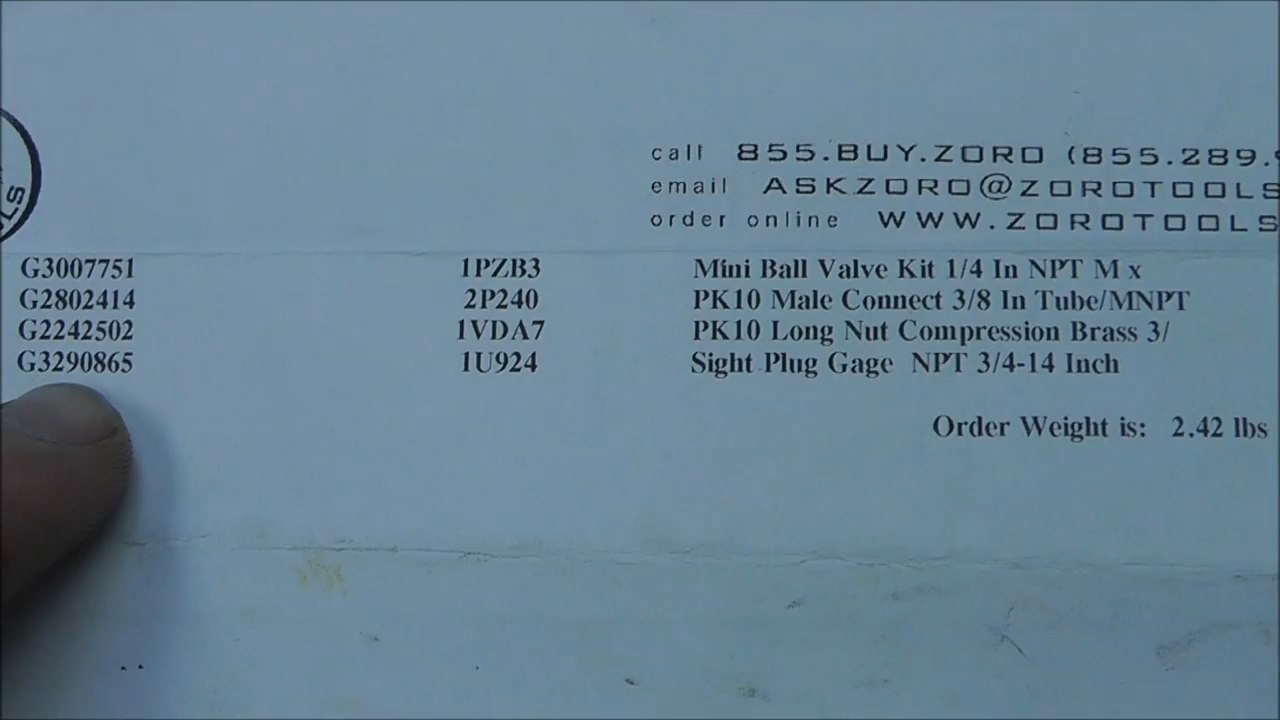 LS
call 855.BUY.ZORO (855.289.
email ASKZORO@ZOROTOOLS
order online WWW.ZOROTOOLS
G3007751 1PZB3 Mini Ball Valve Kit 1/4 In NPT M x
G2802414 2P240 PK10 Male Connect 3/8 In Tube/MNPT
G2242502 1VDA7 PK10 Long Nut Compression Brass 3/
G3290865 1U924 Sight Plug Gage NPT 3/4-14 Inch
Order Weight is: 2.42 lbs